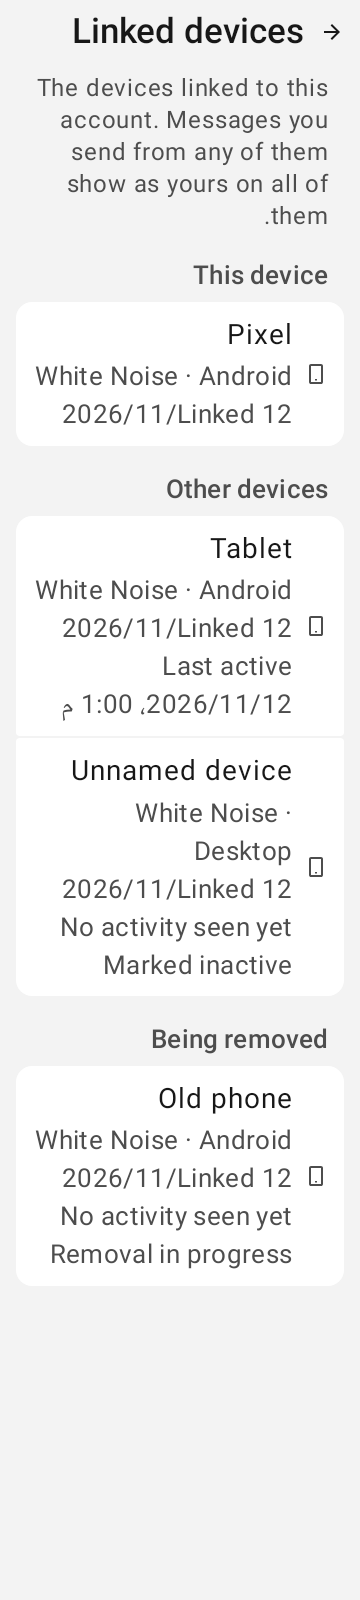 Linked devices
The devices linked to this
account. Messages you
send from any of them
show as yours on all of
.them
This device
Pixel
White Noise · Android
2026/11/Linked 12
Other devices
Tablet
White Noise · Android
2026/11/Linked 12
Last active
2026/11/12، 1:00 م
Unnamed device
White Noise ·
Desktop
2026/11/Linked 12
No activity seen yet
Marked inactive
Being removed
Old phone
White Noise · Android
2026/11/Linked 12
No activity seen yet
Removal in progress